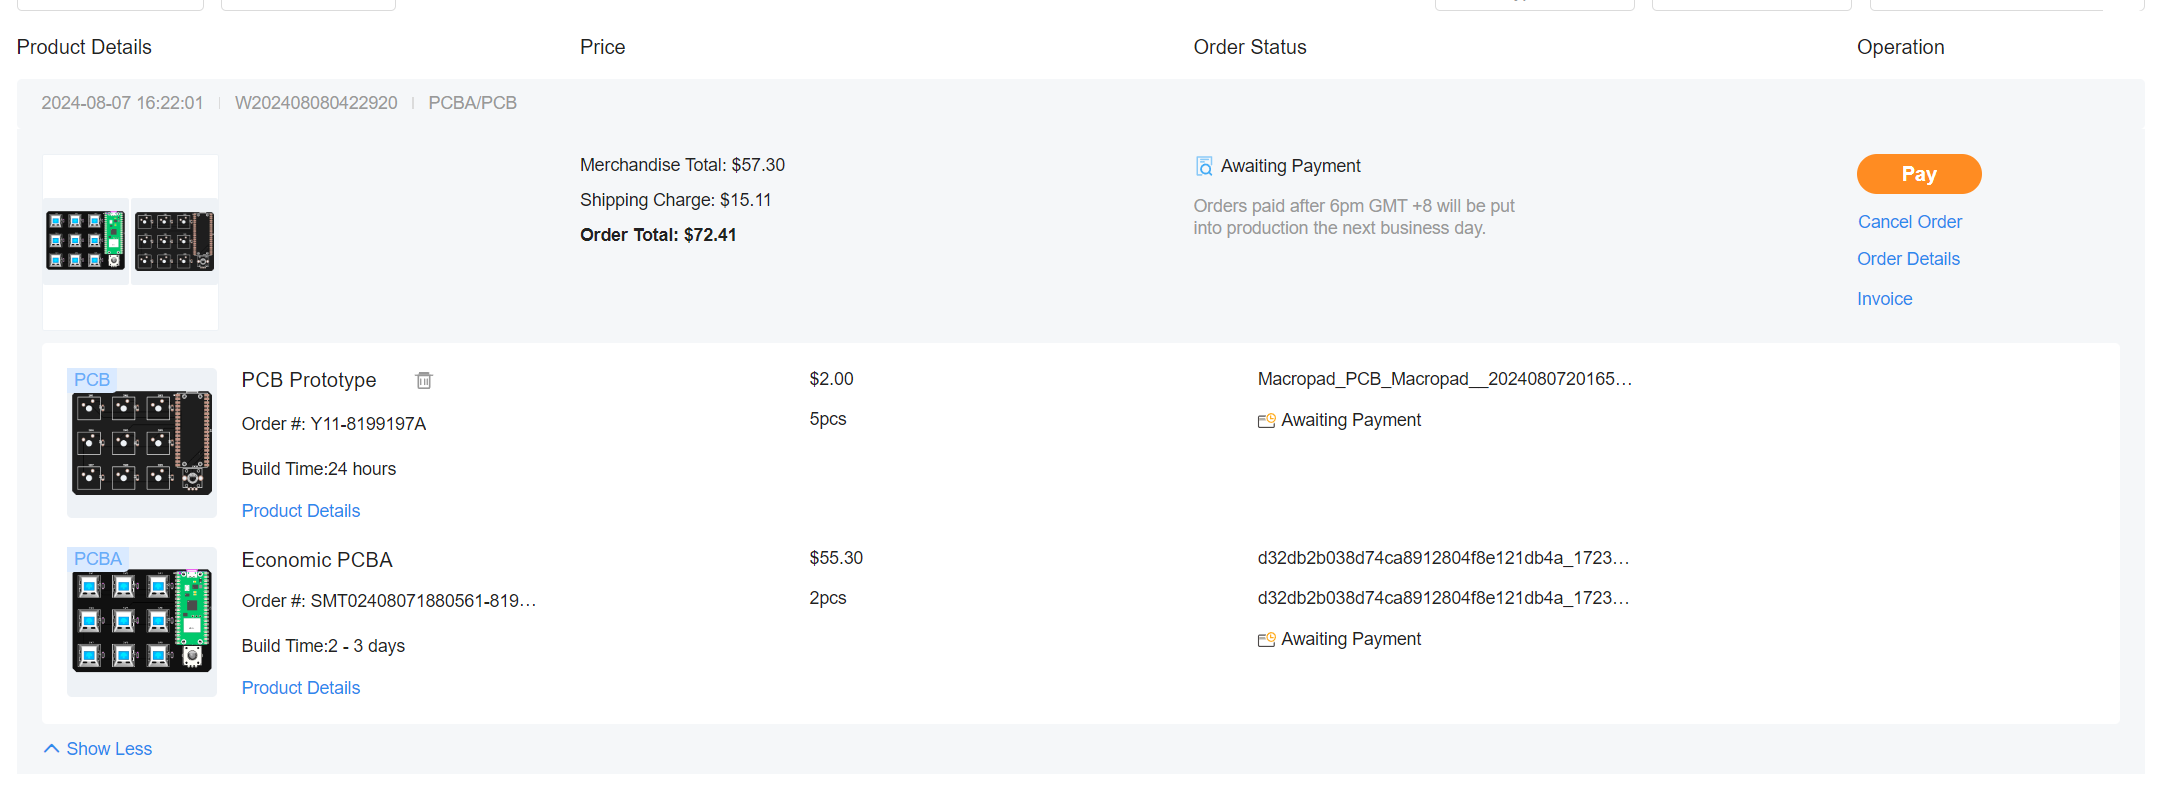 Product Details
Price
Order Status
Operation
2024-08-07 16:22:01
W202408080422920
PCBA/PCB
Merchandise Total: $57.30
Shipping Charge: $15.11
Order Total: $72.41
Awaiting Payment
Orders paid after 6pm GMT +8 will be put
into production the next business day.
Pay
Cancel Order
Order Details
Invoice
PCB
PCB Prototype
Order #: Y11-8199197A
Build Time:24 hours
Product Details
$2.00
5pcs
Macropad_PCB_Macropad__2024080720165…
Awaiting Payment
PCBA
Economic PCBA
Order #: SMT02408071880561-819…
Build Time:2 - 3 days
Product Details
$55.30
2pcs
d32db2b038d74ca8912804f8e121db4a_1723…
d32db2b038d74ca8912804f8e121db4a_1723…
Awaiting Payment
Show Less